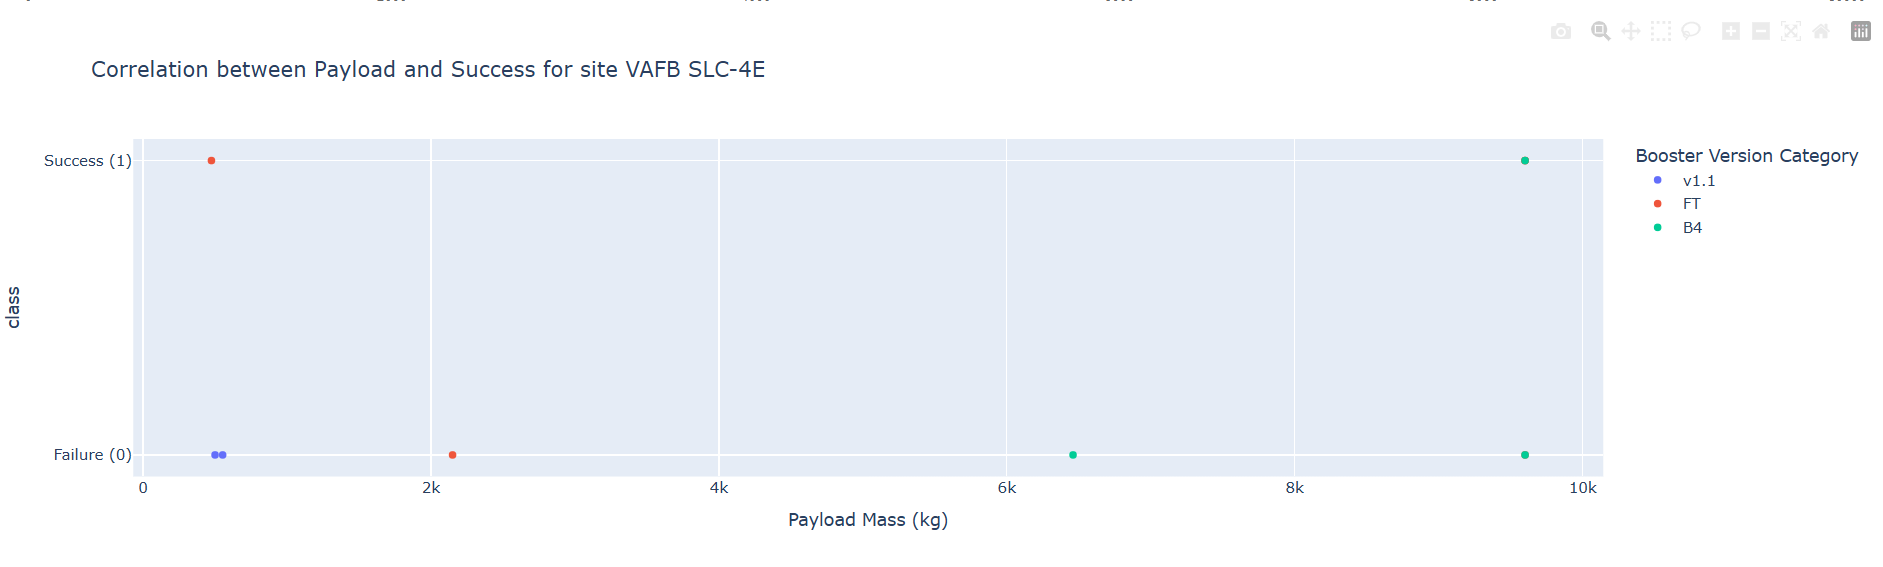 Correlation between Payload and Success for site VAFB SLC-4E
Success (1)
Failure (0)
class
0 2k 4k 6k 8k 10k
Payload Mass (kg)
Booster Version Category
v1.1
FT
B4